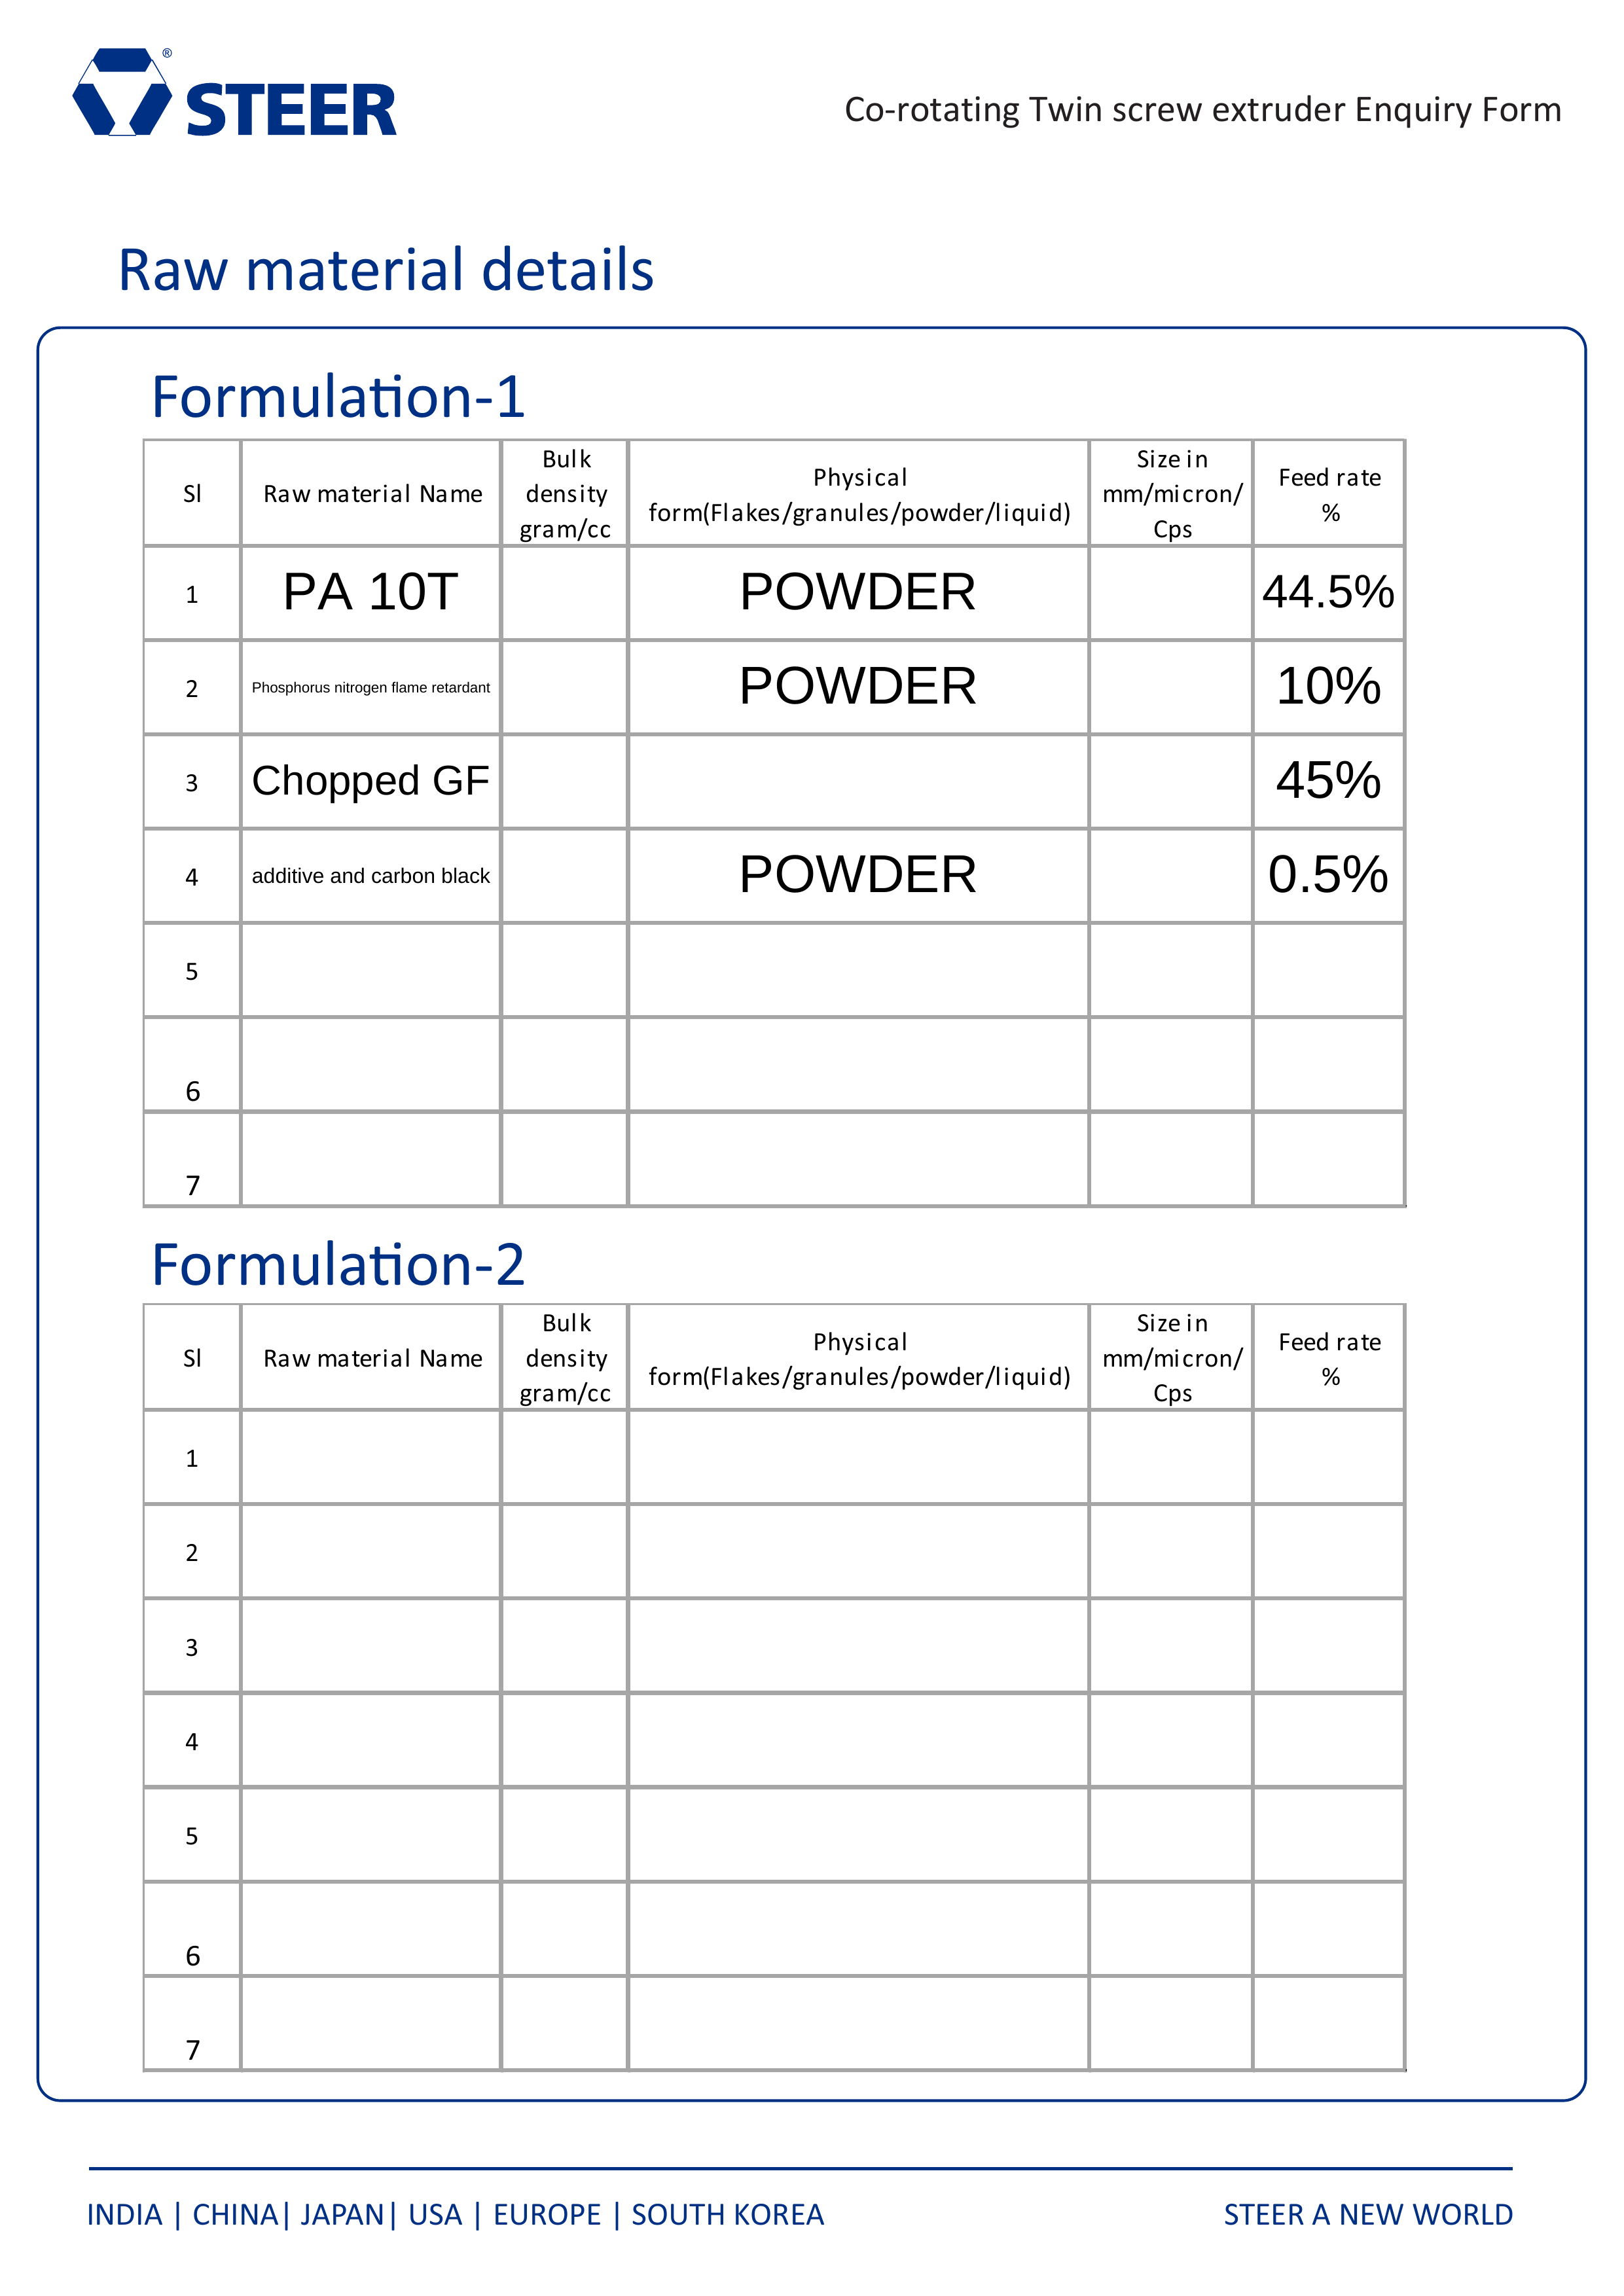 ® STEER
Co-rotating Twin screw extruder Enquiry Form
Raw material details
Formulation-1
Sl Raw material Name Bulk density gram/cc Physical form(Flakes/granules/powder/liquid) Size in mm/micron/ Cps Feed rate %
1 PA 10T POWDER 44.5%
2 Phosphorus nitrogen flame retardant POWDER 10%
3 Chopped GF 45%
4 additive and carbon black POWDER 0.5%
5
6
7
Formulation-2
Sl Raw material Name Bulk density gram/cc Physical form(Flakes/granules/powder/liquid) Size in mm/micron/ Cps Feed rate %
1
2
3
4
5
6
7
INDIA | CHINA| JAPAN| USA | EUROPE | SOUTH KOREA STEER A NEW WORLD